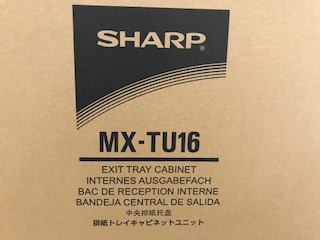 SHARP®
MX-TU16
EXIT TRAY CABINET
INTERNES AUSGABEFACH
BAC DE RECEPTION INTERNE
BANDEJA CENTRAL DE SALIDA
中央排纸托盘
排紙トレイキャビネットユニット